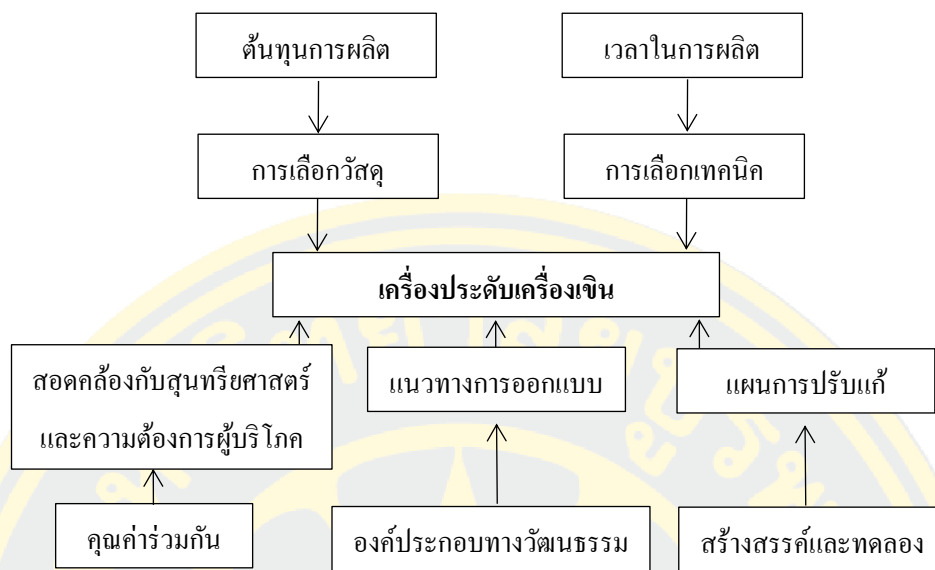 ต้นทุนการผลิต
เวลาในการผลิต
การเลือกวัสดุ
การเลือกเทคนิค
เครื่องประดับเครื่องเขิน
สอดคล้องกับสุนทรียศาสตร์
และความต้องการผู้บริโภค
แนวทางการออกแบบ
แผนการปรับแก้
คุณค่าร่วมกัน
องค์ประกอบทางวัฒนธรรม
สร้างสรรค์และทดลอง